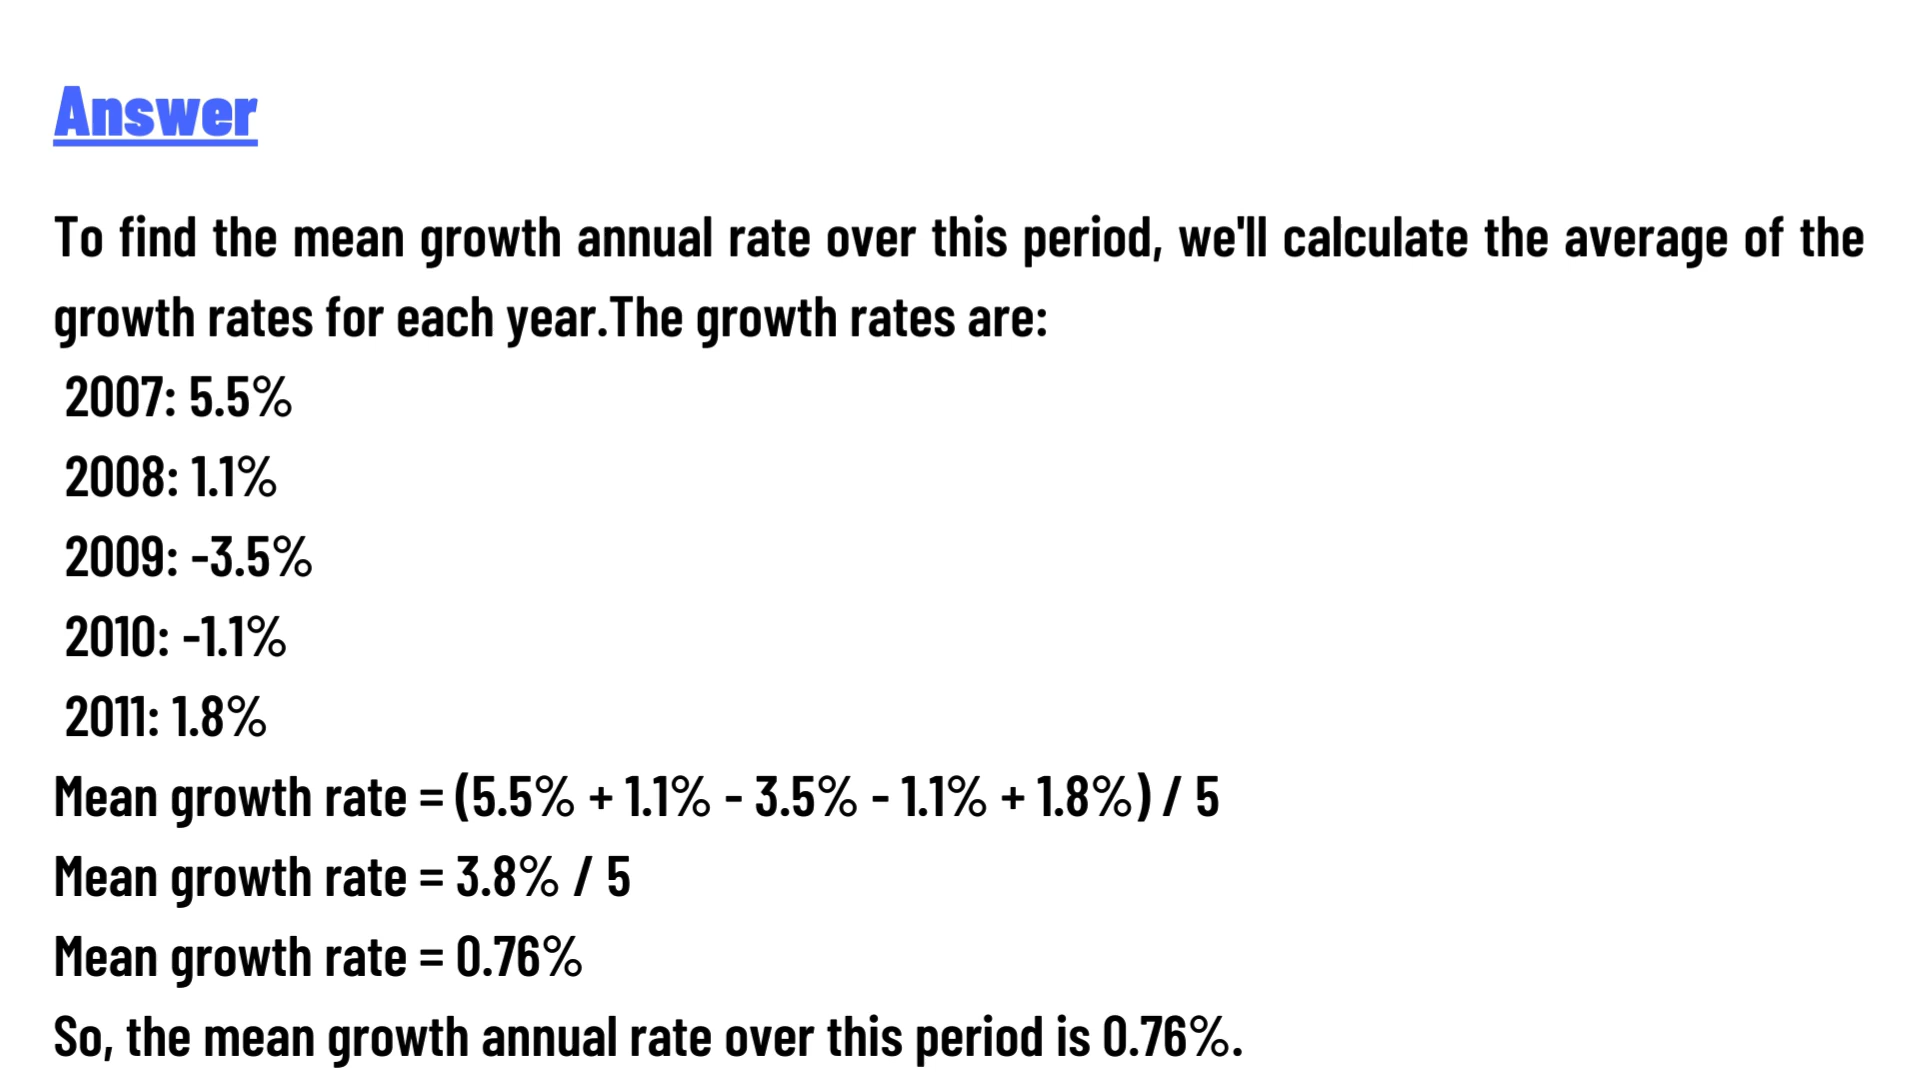 Answer
To find the mean growth annual rate over this period, we'll calculate the average of the
growth rates for each year.The growth rates are:
2007: 5.5%
2008: 1.1%
2009: -3.5%
2010: -1.1%
2011: 1.8%
Mean growth rate = (5.5% + 1.1% - 3.5% - 1.1% + 1.8%) / 5
Mean growth rate = 3.8% / 5
Mean growth rate = 0.76%
So, the mean growth annual rate over this period is 0.76%.